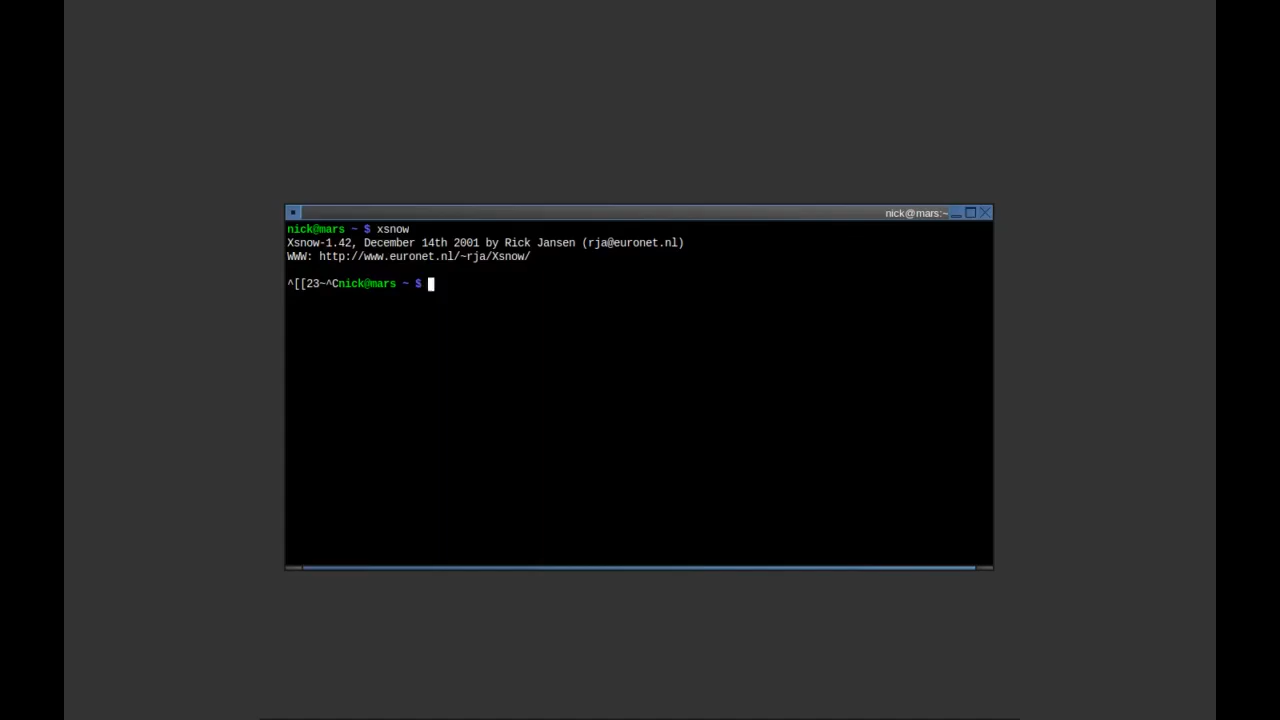 nick@mars:~
nick@mars ~ $ xsnow
Xsnow-1.42, December 14th 2001 by Rick Jansen (rja@euronet.nl)
WWW: http://www.euronet.nl/~rja/Xsnow/
^[[23~^Cnick@mars ~ $